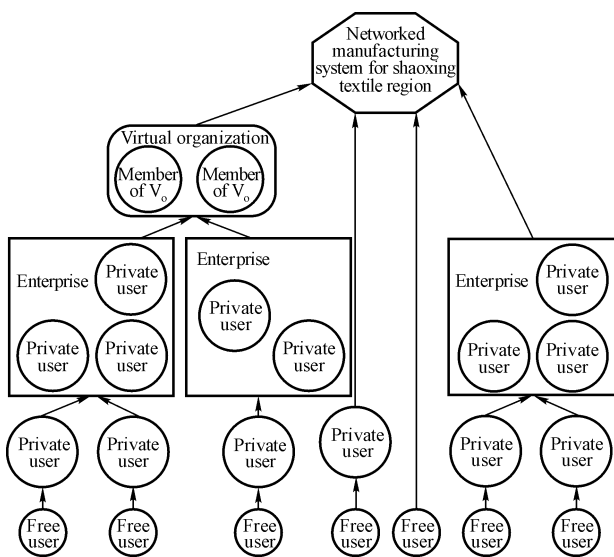 Networked
manufacturing
system for shaoxing
textile region
Virtual organization
Member
of Vo
Member
of Vo
Enterprise
Private
user
Private
user
Private
user
Enterprise
Private
user
Private
user
Enterprise
Private
user
Private
user
Private
user
Private
user
Private
user
Private
user
Private
user
Private
user
Private
user
Free
user
Free
user
Free
user
Free
user
Free
user
Free
user
Free
user